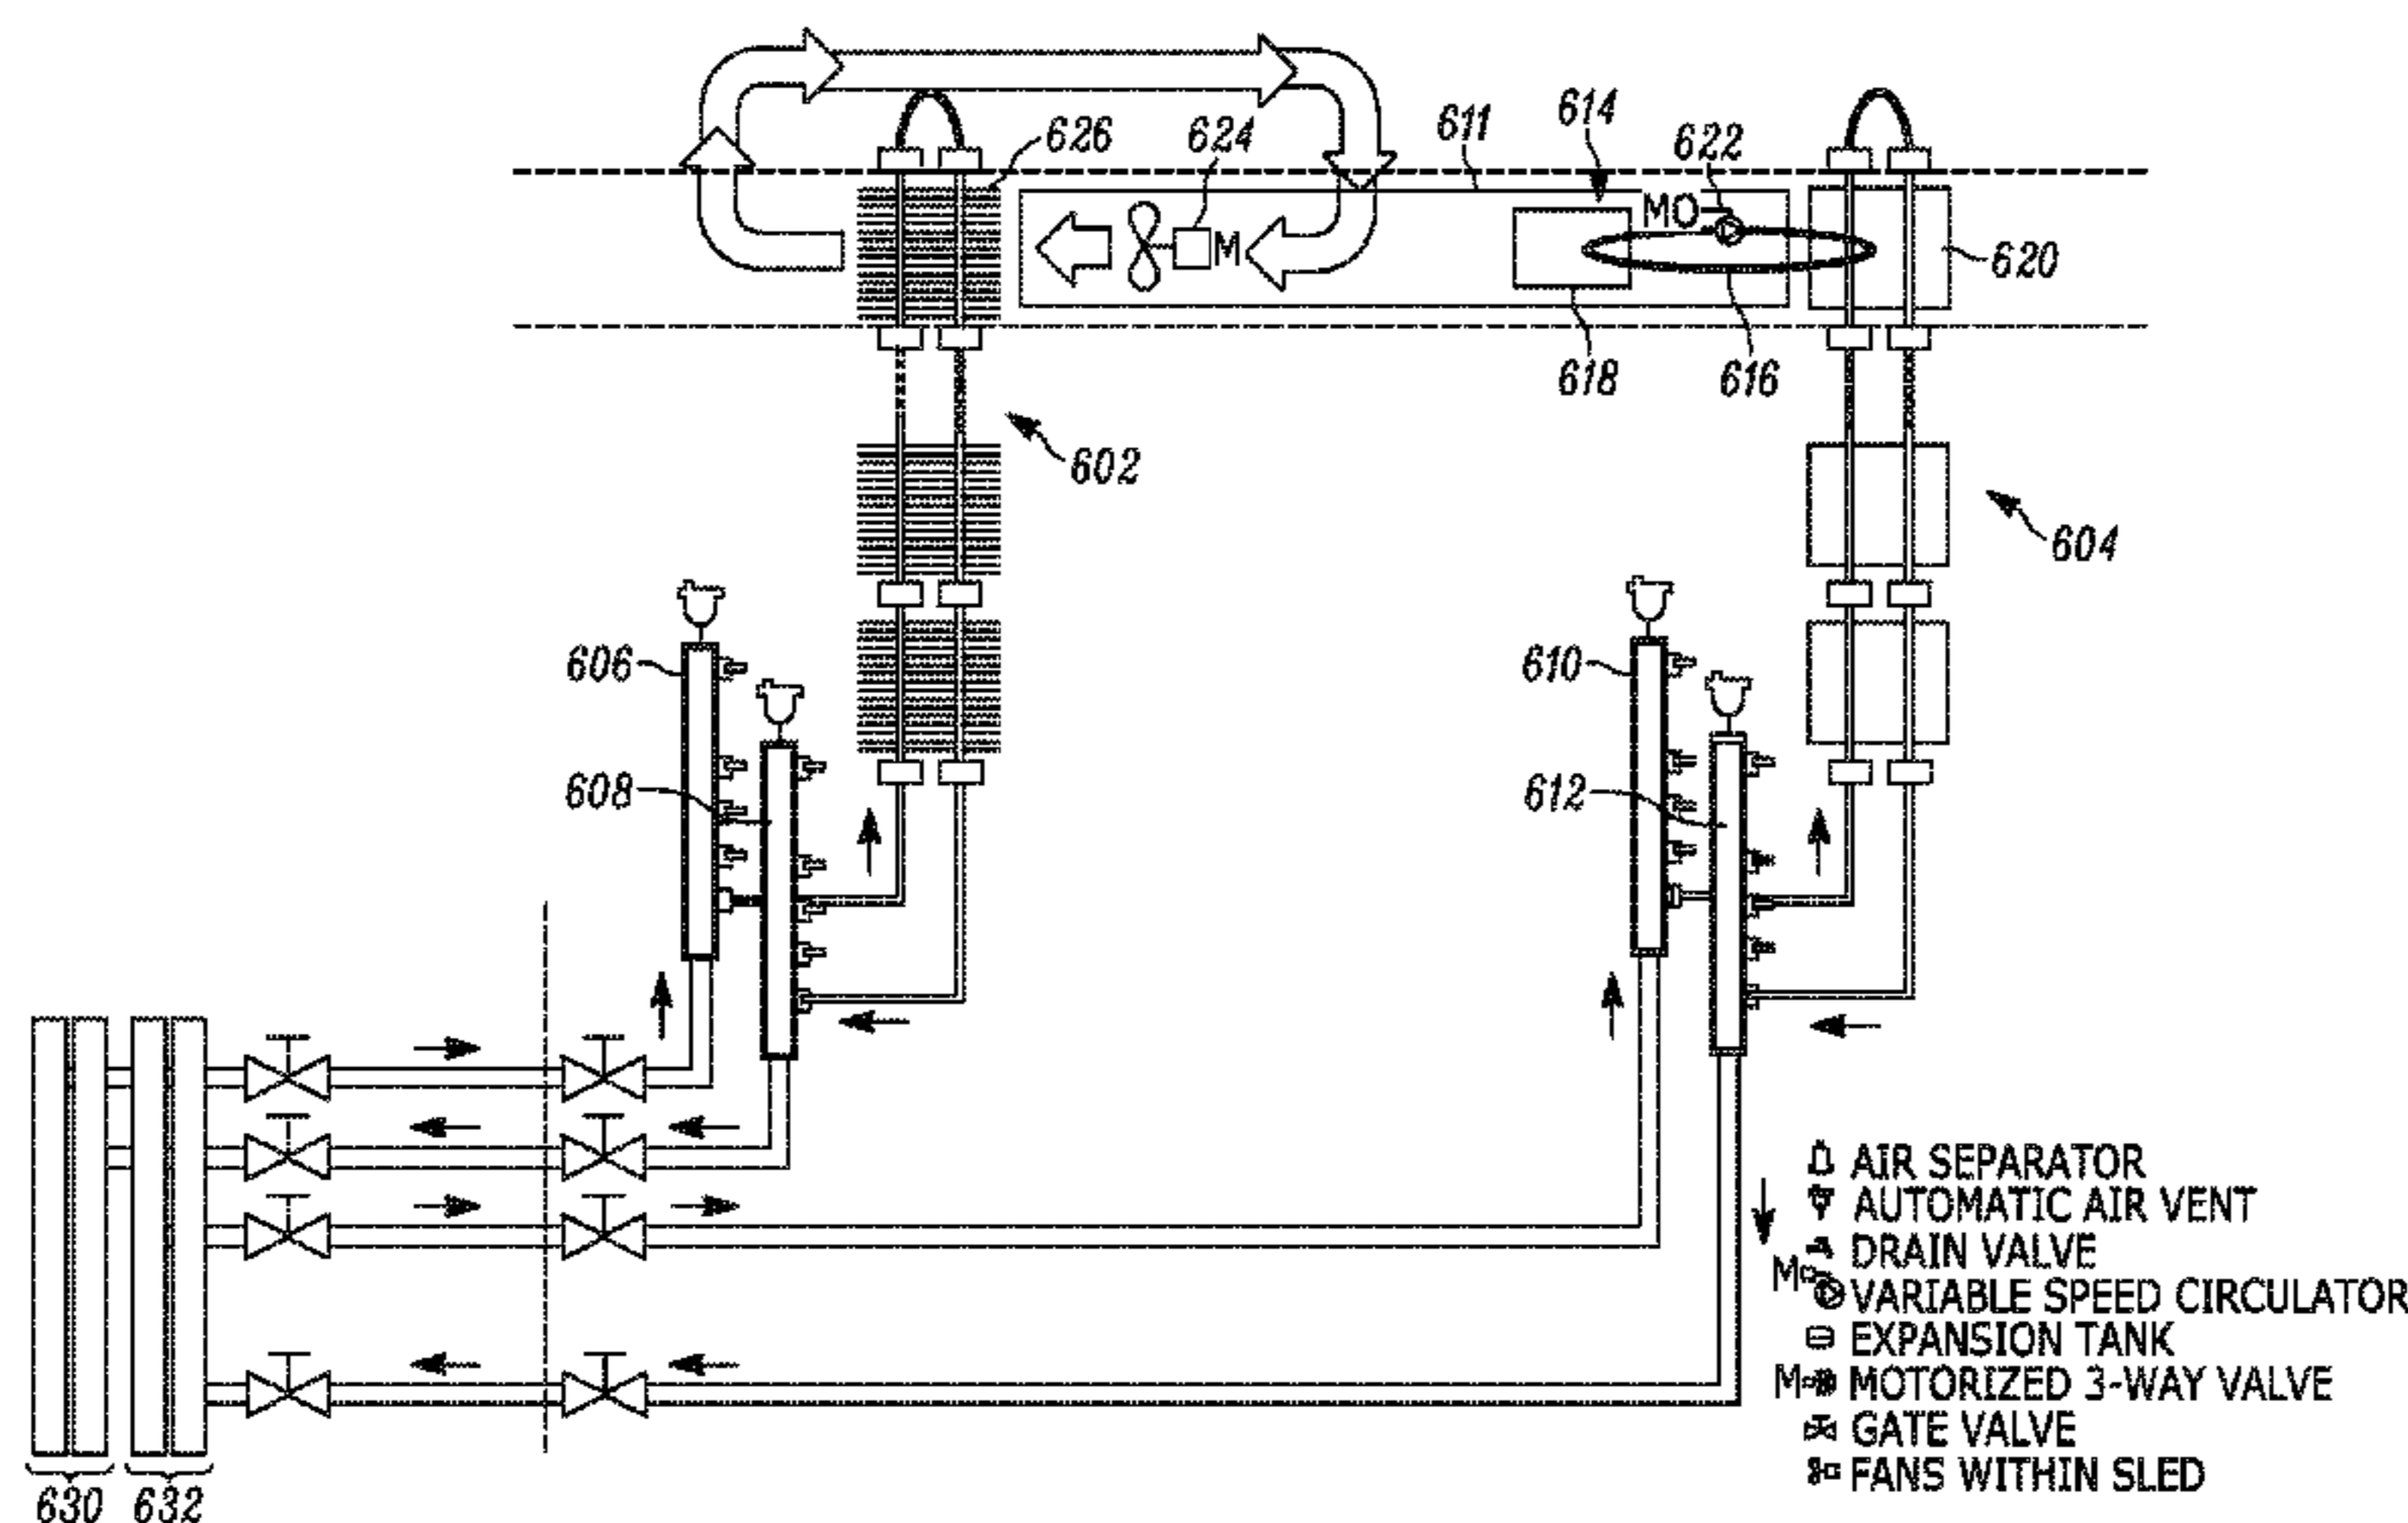 614
611
622
626
624
MO
M
620
618
616
602
604
606
610
608
612
AIR SEPARATOR
AUTOMATIC AIR VENT
DRAIN VALVE
M
VARIABLE SPEED CIRCULATOR
EXPANSION TANK
M MOTORIZED 3-WAY VALVE
GATE VALVE
FANS WITHIN SLED
630 632